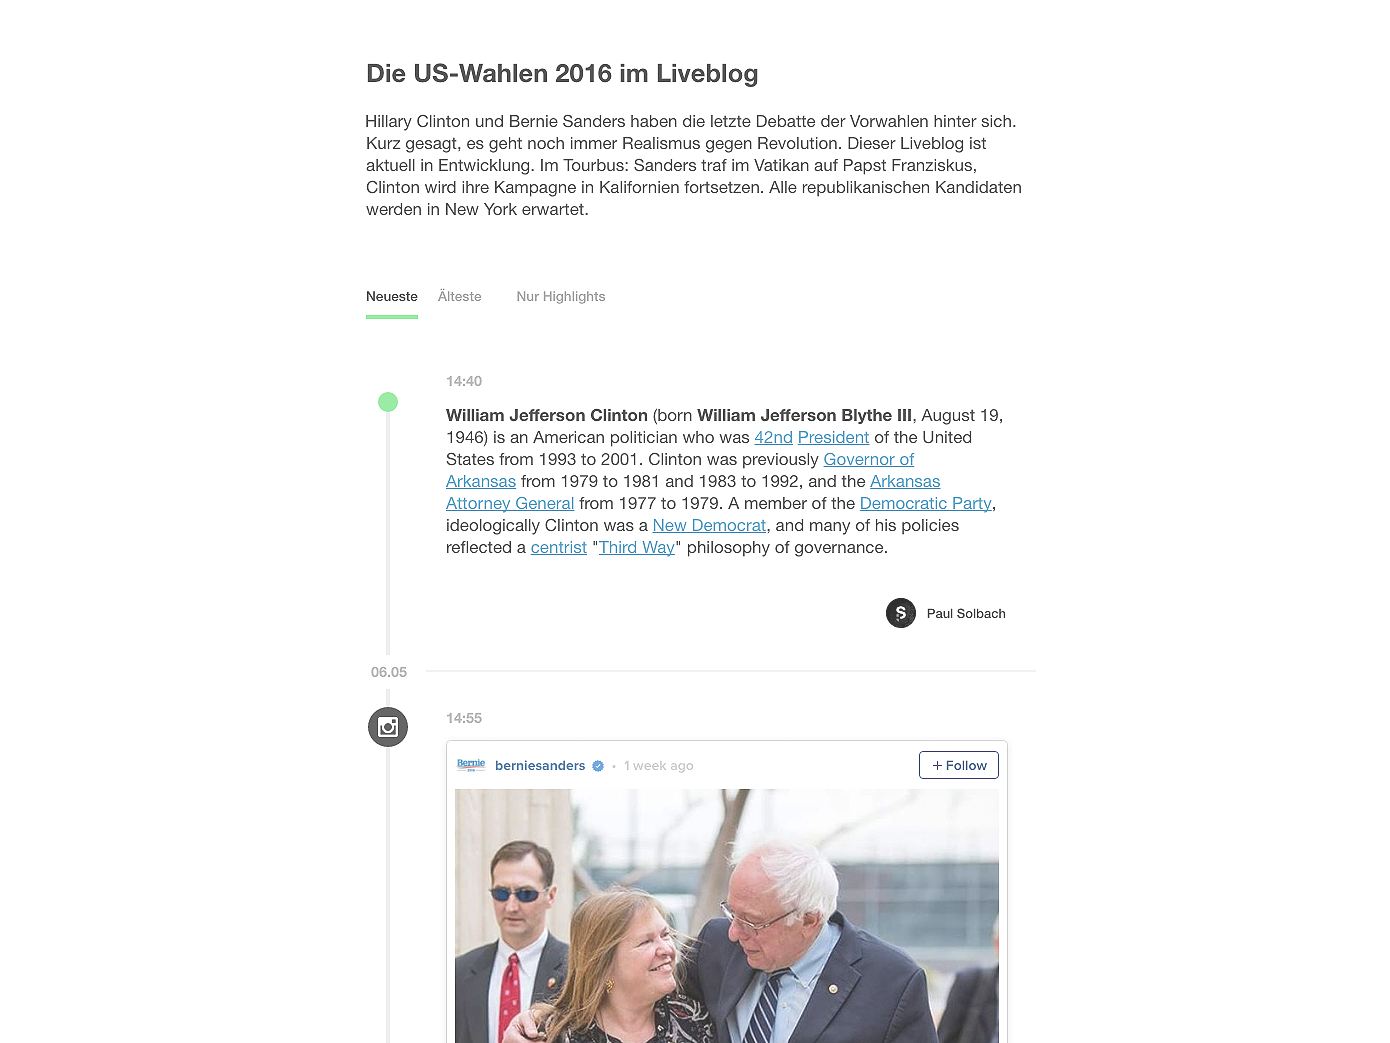 Die US-Wahlen 2016 im Liveblog
Hillary Clinton und Bernie Sanders haben die letzte Debatte der Vorwahlen hinter sich.
Kurz gesagt, es geht noch immer Realismus gegen Revolution. Dieser Liveblog ist
aktuell in Entwicklung. Im Tourbus: Sanders traf im Vatikan auf Papst Franziskus,
Clinton wird ihre Kampagne in Kalifornien fortsetzen. Alle republikanischen Kandidaten
werden in New York erwartet.
Neueste Älteste Nur Highlights
14:40
William Jefferson Clinton (born William Jefferson Blythe III, August 19,
1946) is an American politician who was 42nd President of the United
States from 1993 to 2001. Clinton was previously Governor of
Arkansas from 1979 to 1981 and 1983 to 1992, and the Arkansas
Attorney General from 1977 to 1979. A member of the Democratic Party,
ideologically Clinton was a New Democrat, and many of his policies
reflected a centrist "Third Way" philosophy of governance.
S Paul Solbach
06.05
14:55
Bernie berniesanders • 1 week ago + Follow